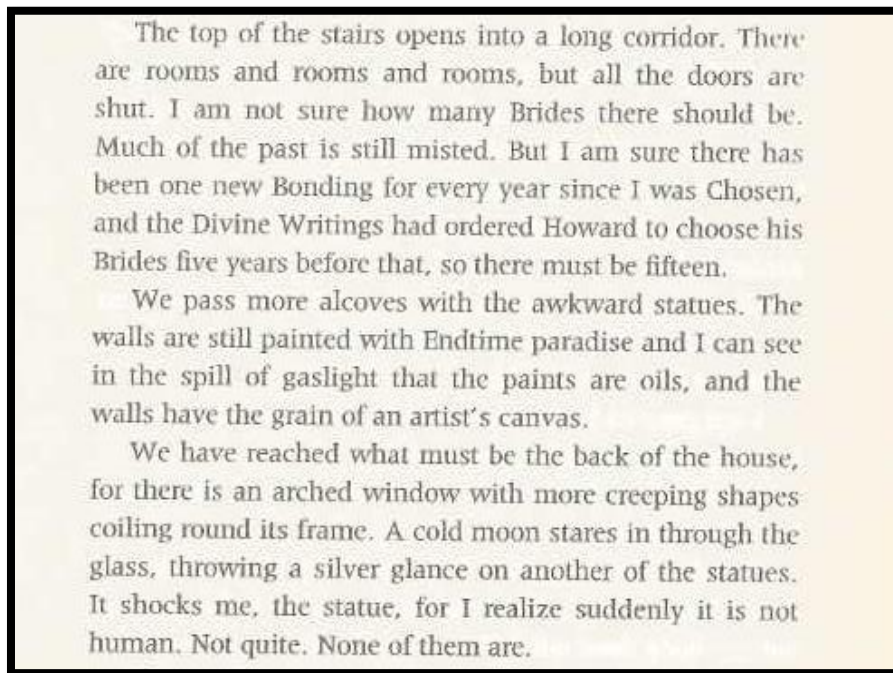 The top of the stairs opens into a long corridor. There
are rooms and rooms and rooms, but all the doors are
shut. I am not sure how many Brides there should be.
Much of the past is still misted. But I am sure there has
been one new Bonding for every year since I was Chosen,
and the Divine Writings had ordered Howard to choose his
Brides five years before that, so there must be fifteen.
We pass more alcoves with the awkward statues. The
walls are still painted with Endtime paradise and I can see
in the spill of gaslight that the paints are oils, and the
walls have the grain of an artist's canvas.
We have reached what must be the back of the house,
for there is an arched window with more creeping shapes
coiling round its frame. A cold moon stares in through the
glass, throwing a silver glance on another of the statues.
It shocks me, the statue, for I realize suddenly it is not
human. Not quite. None of them are.